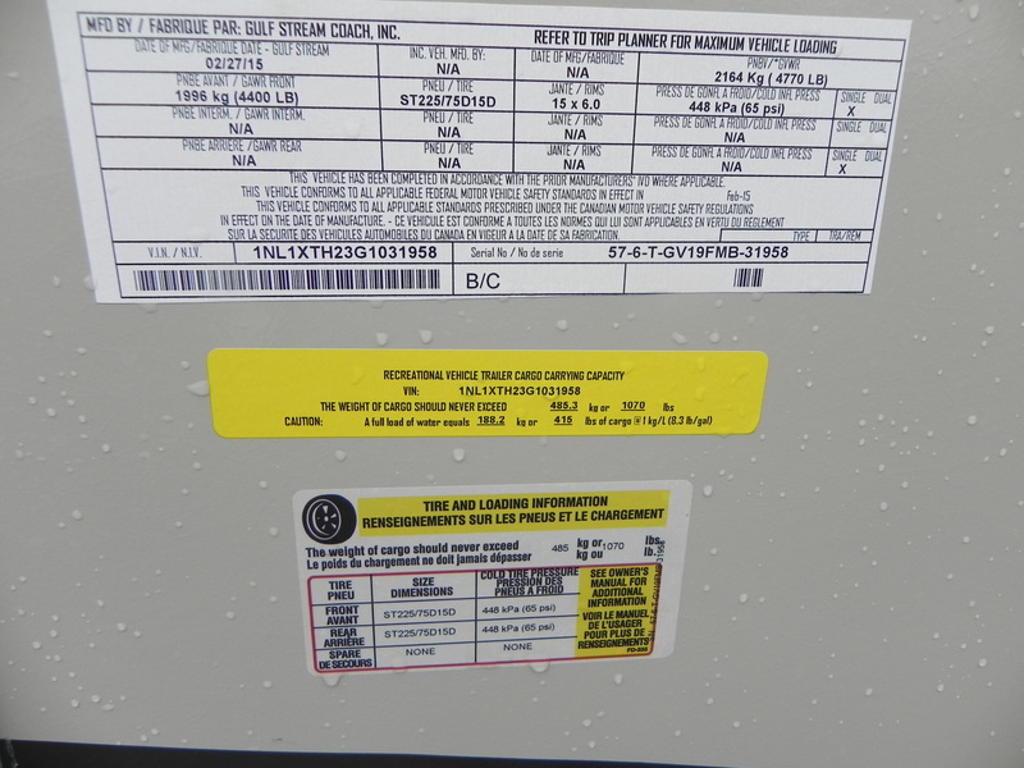 MFD BY / FABRIQUE PAR: GULF STREAM COACH, INC. REFER TO TRIP PLANNER FOR MAXIMUM VEHICLE LOADING
DATE OF MFG/FABRIQUE DATE - GULF STREAM INC. VEH. MFD. BY: DATE OF MFG/FABRIQUE PNBV/*GVWR
02/27/15 N/A N/A 2164 Kg ( 4770 LB)
PNBE AVANT / GAWR FRONT PNEU / TIRE JANTE / RIMS PRESS DE GONFL A FROID/COLD INFL PRESS SINGLE DUAL
1996 kg (4400 LB) ST225/75D15D 15 x 6.0 448 kPa (65 psi) X
PNBE INTERM. / GAWR INTERM. PNEU / TIRE JANTE / RIMS PRESS DE GONFL A FROID/COLD INFL PRESS SINGLE DUAL
N/A N/A N/A N/A
PNBE ARRIERE /GAWR REAR PNEU / TIRE JANTE / RIMS PRESS DE GONFL A FROID/COLD INFL PRESS SINGLE DUAL
N/A N/A N/A N/A X
THIS VEHICLE HAS BEEN COMPLETED IN ACCORDANCE WITH THE PRIOR MANUFACTURERS' IVD WHERE APPLICABLE.
THIS VEHICLE CONFORMS TO ALL APPLICABLE FEDERAL MOTOR VEHICLE SAFETY STANDARDS IN EFFECT IN Feb-15
THIS VEHICLE CONFORMS TO ALL APPLICABLE STANDARDS PRESCRIBED UNDER THE CANADIAN MOTOR VEHICLE SAFETY REGULATIONS
IN EFFECT ON THE DATE OF MANUFACTURE. - CE VEHICULE EST CONFORME A TOUTES LES NORMES QUI LUI SONT APPLICABLES EN VERTU DU REGLEMENT
SUR LA SECURITE DES VEHICULES AUTOMOBILES DU CANADA EN VIGEUR A LA DATE DE SA FABRICATION. TYPE TRA/REM
V.I.N. / N.I.V. 1NL1XTH23G1031958 Serial No / No de serie 57-6-T-GV19FMB-31958
B/C
RECREATIONAL VEHICLE TRAILER CARGO CARRYING CAPACITY
VIN: 1NL1XTH23G1031958
THE WEIGHT OF CARGO SHOULD NEVER EXCEED 485.3 kg or 1070 lbs
CAUTION: A full load of water equals 188.2 kg or 415 lbs of cargo @ 1 kg/L (8.3 lb/gal)
TIRE AND LOADING INFORMATION
RENSEIGNEMENTS SUR LES PNEUS ET LE CHARGEMENT
The weight of cargo should never exceed 485 kg or 1070 lbs.
Le poids du chargement ne doit jamais dépasser kg ou lb.
TIRE PNEU SIZE DIMENSIONS COLD TIRE PRESSURE PRESSION DES PNEUS A FROID
FRONT AVANT ST225/75D15D 448 kPa (65 psi)
REAR ARRIÈRE ST225/75D15D 448 kPa (65 psi)
SPARE DE SECOURS NONE NONE
SEE OWNER'S
MANUAL FOR
ADDITIONAL
INFORMATION
VOIR LE MANUEL
DE L'USAGER
POUR PLUS DE
RENSEIGNEMENTS